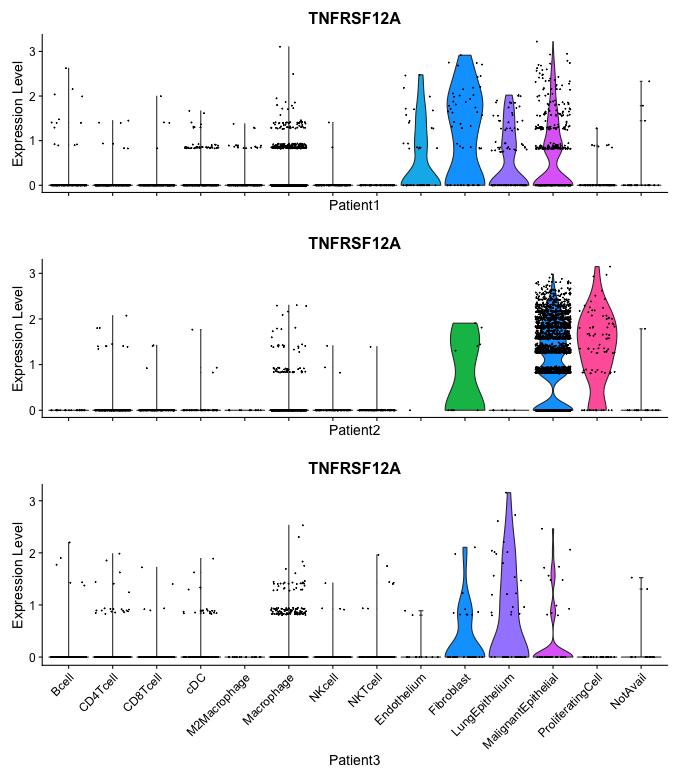 TNFRSF12A
Expression Level
3
2
1
0
Patient1
TNFRSF12A
Expression Level
3
2
1
0
Patient2
TNFRSF12A
Expression Level
3
2
1
0
Bcell
CD4Tcell
CD8Tcell
cDC
M2Macrophage
Macrophage
NKcell
NKTcell
Endothelium
Fibroblast
LungEpithelium
MalignantEpithelial
ProliferatingCell
NotAvail
Patient3